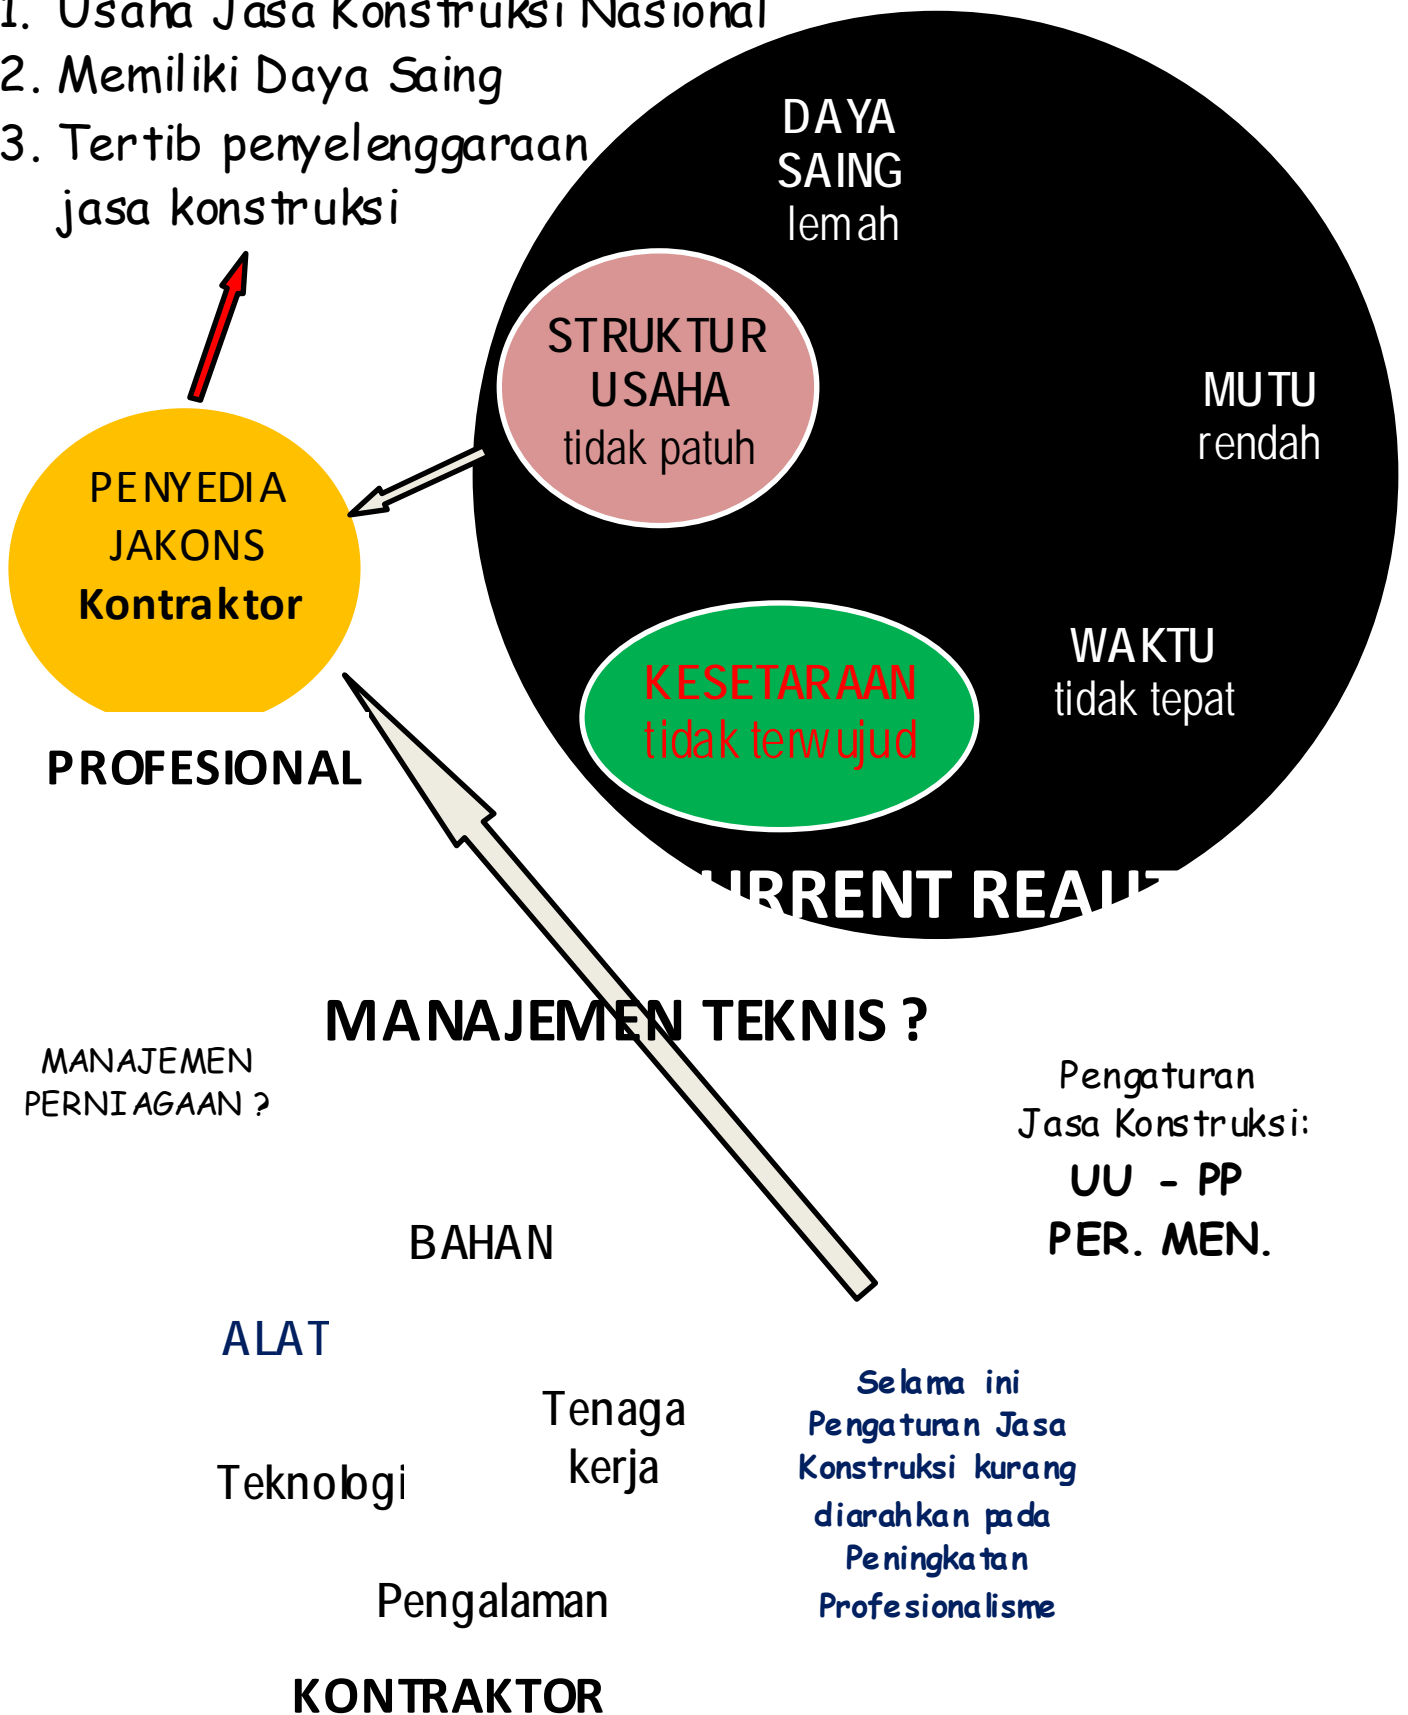 1. Usaha Jasa Konstruksi Nasional
2. Memiliki Daya Saing
3. Tertib penyelenggaraan
jasa konstruksi
DAYA
SAING
lemah
STRUKTUR
USAHA
tidak patuh
MUTU
rendah
PENYEDIA
JAKONS
Kontraktor
WAKTU
tidak tepat
KESETARAAN
tidak terwujud
PROFESIONAL
URRENT REALIT
MANAJEMEN TEKNIS ?
MANAJEMEN
PERNIAGAAN ?
Pengaturan
Jasa Konstruksi:
UU - PP
PER. MEN.
BAHAN
ALAT
Tenaga
kerja
Teknologi
Pengalaman
Selama ini
Pengaturan Jasa
Konstruksi kurang
diarahkan pada
Peningkatan
Profesionalisme
KONTRAKTOR